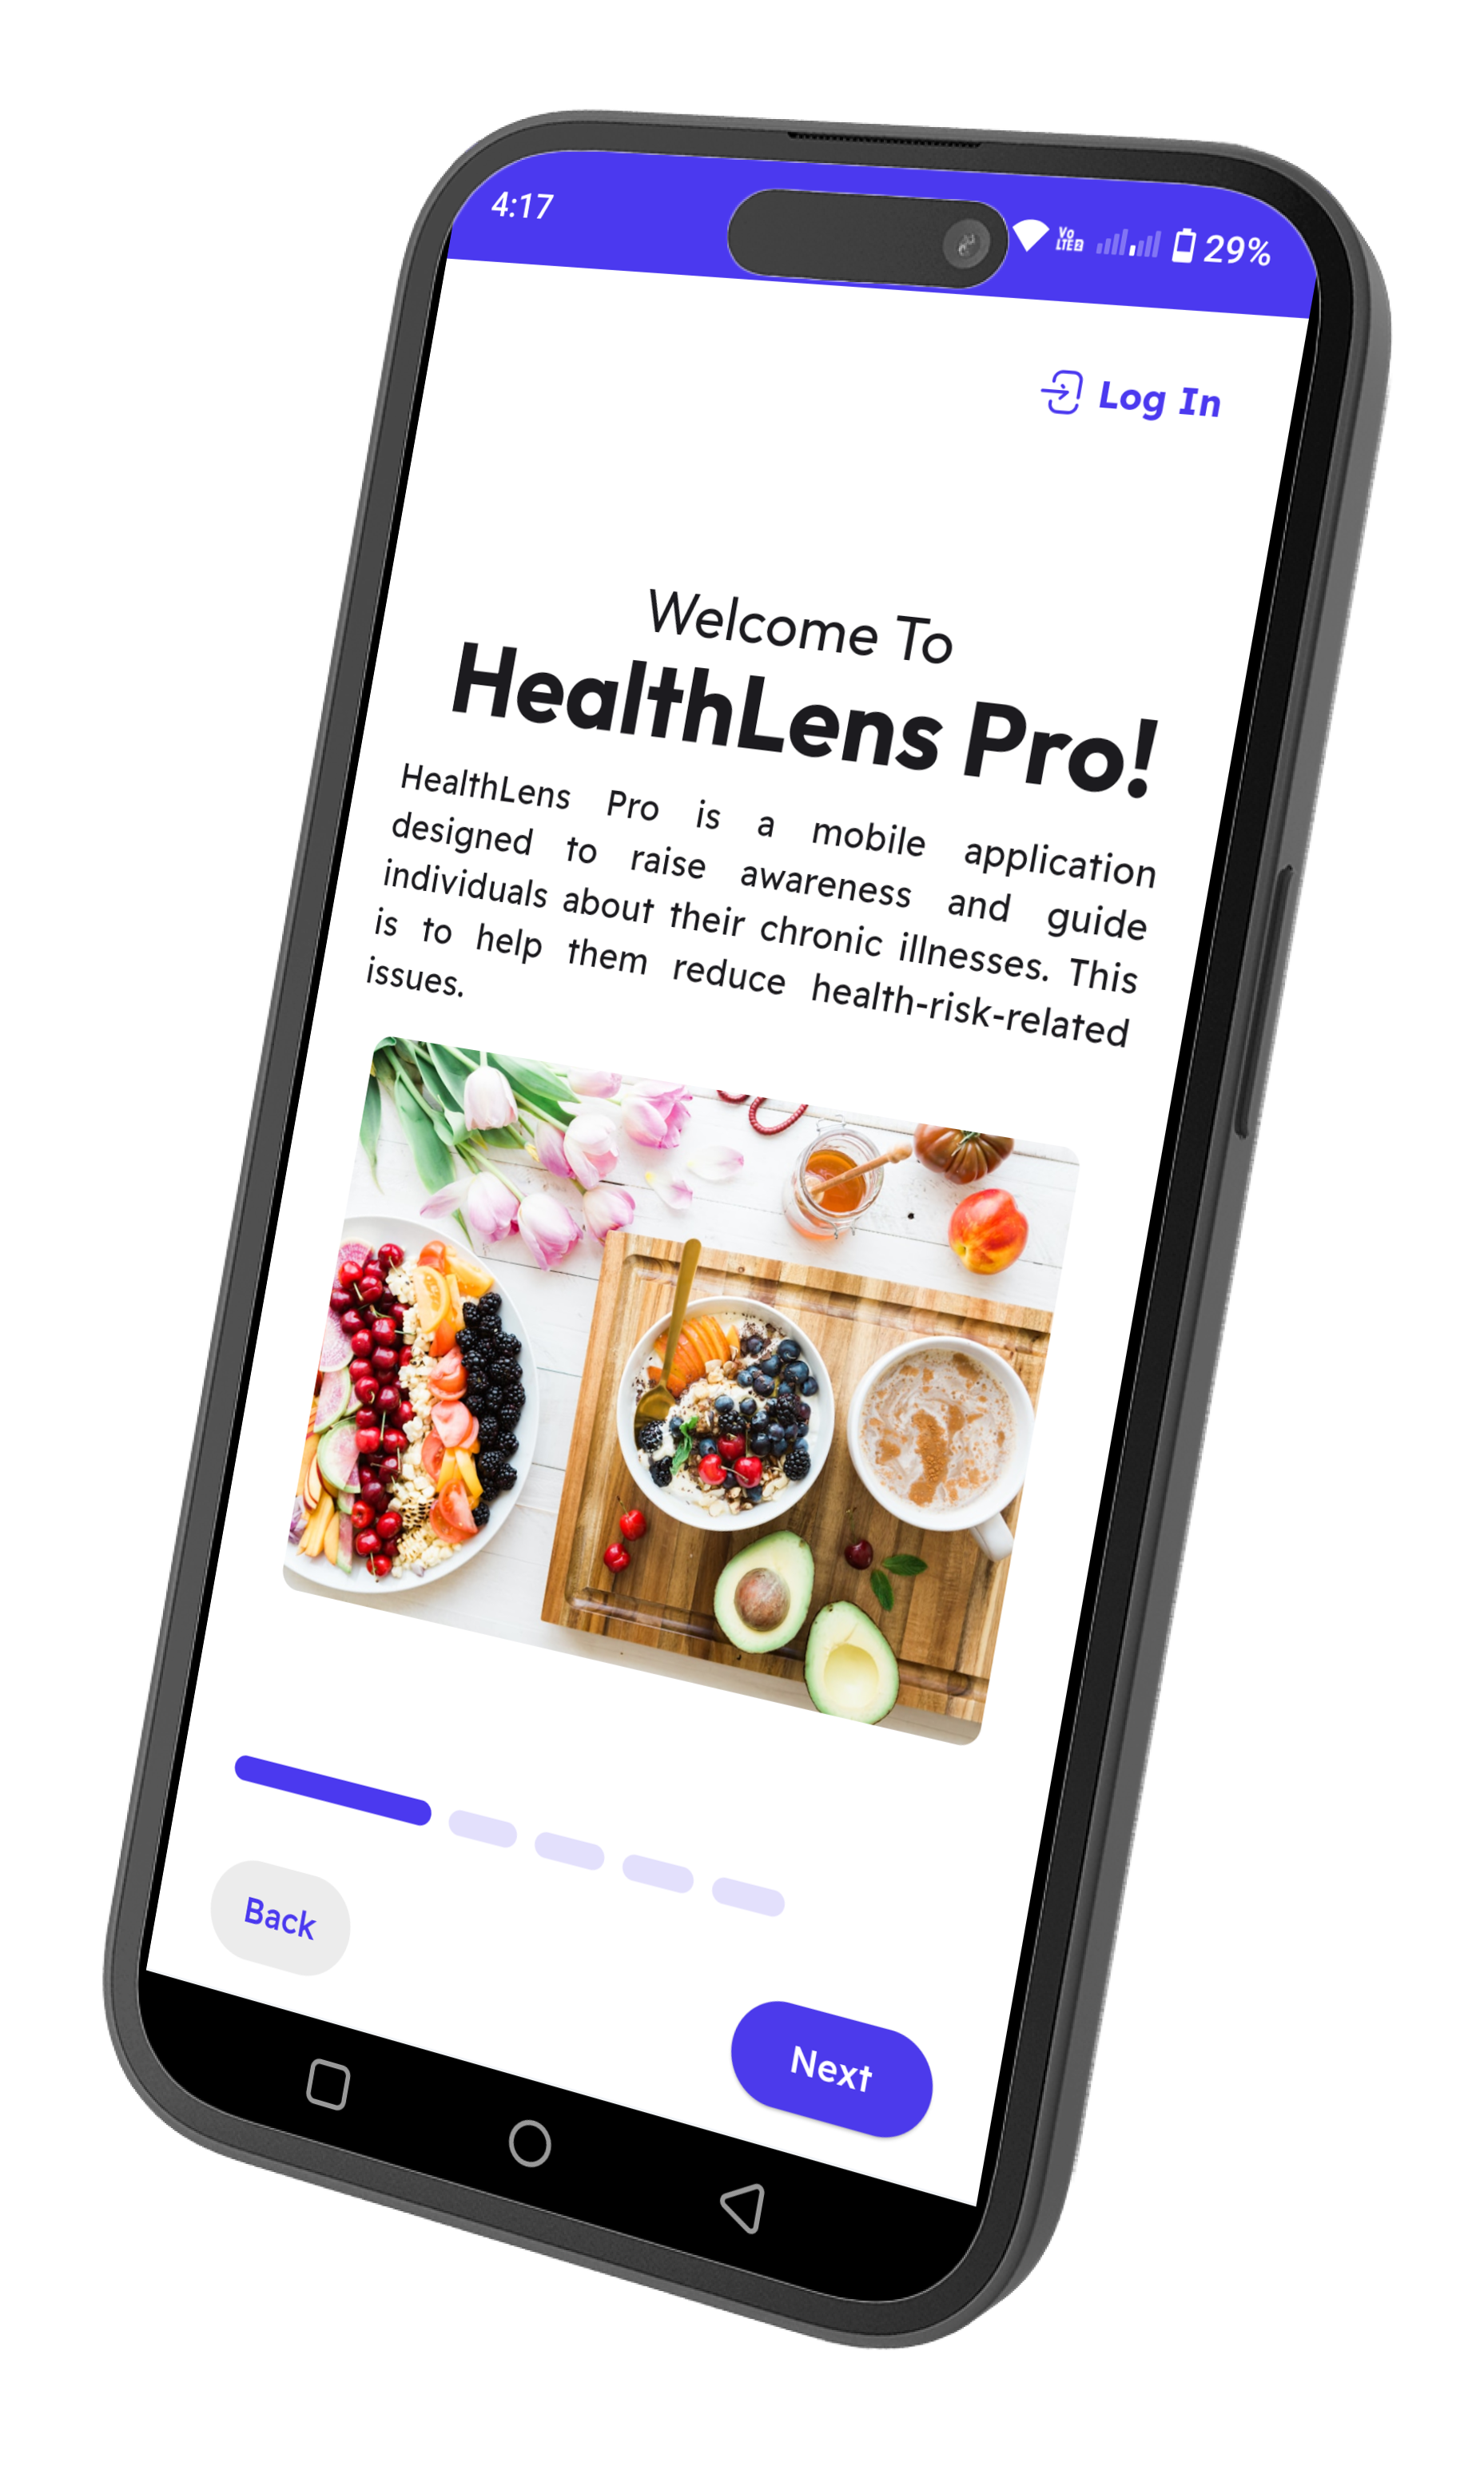 4:17
Vo
LTE2
29%
Log In
Welcome To
HealthLens Pro!
HealthLens Pro is a mobile application
designed to raise awareness and guide
individuals about their chronic illnesses. This
is to help them reduce health-risk-related
issues.
Back
Next